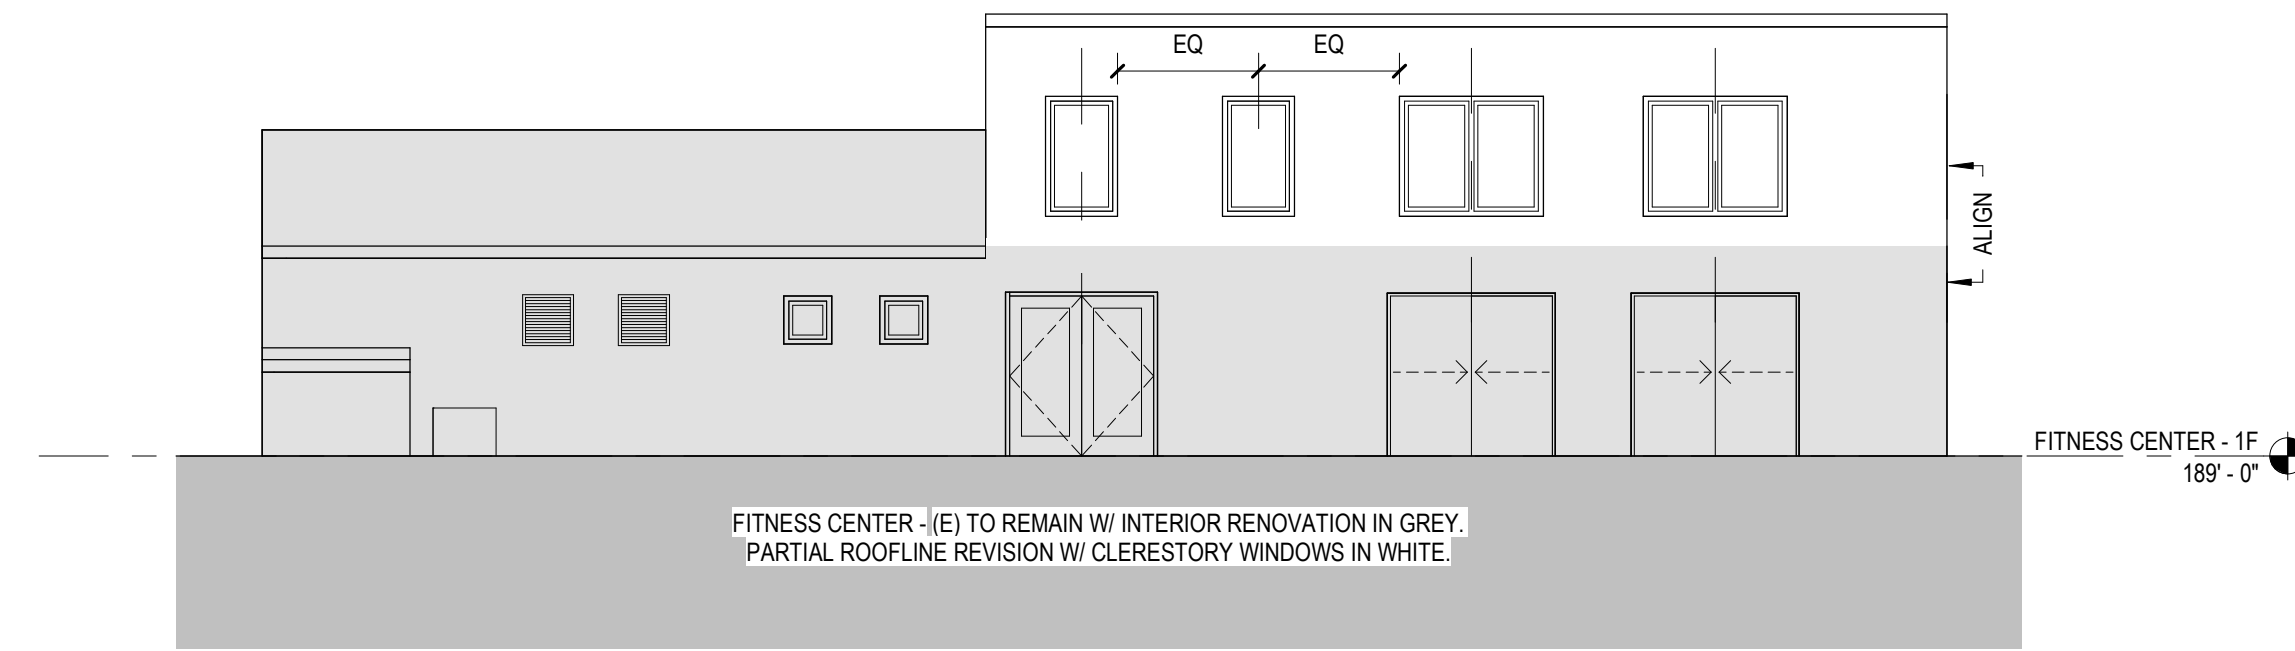 EQ
EQ
ALIGN
FITNESS CENTER - 1F
189' - 0"
FITNESS CENTER - (E) TO REMAIN W/ INTERIOR RENOVATION IN GREY.
PARTIAL ROOFLINE REVISION W/ CLERESTORY WINDOWS IN WHITE.